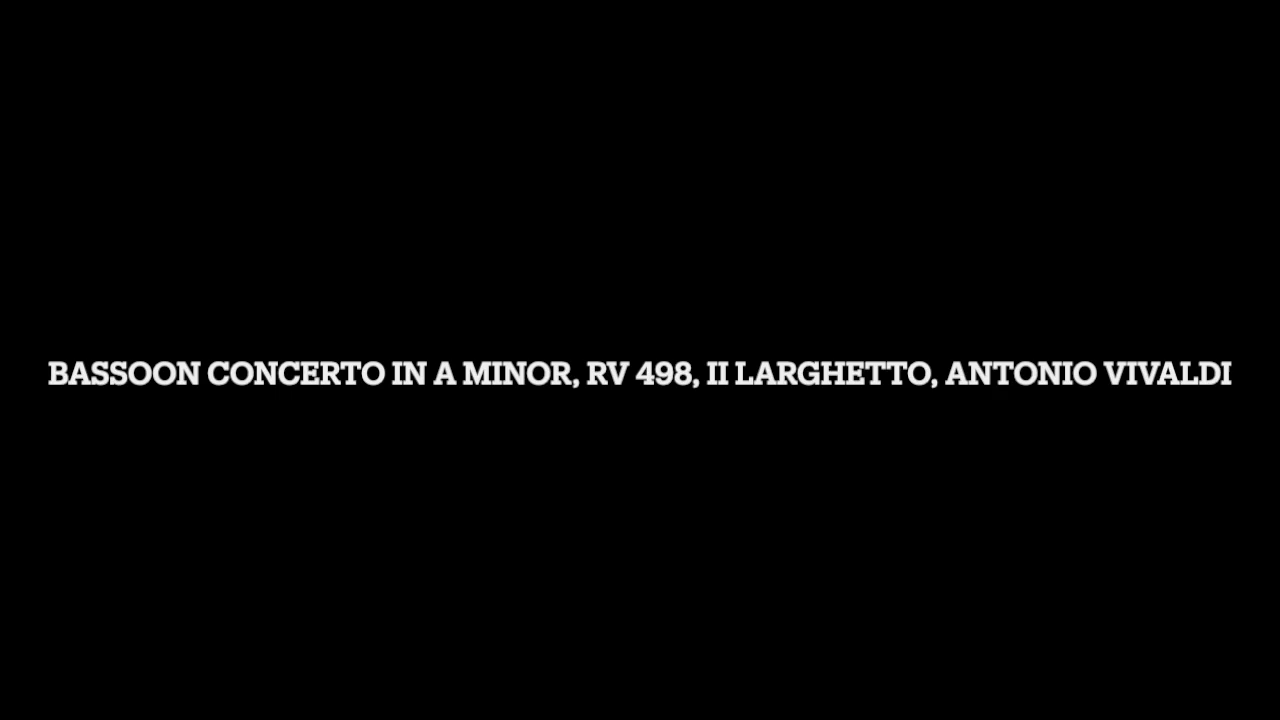 BASSOON CONCERTO IN A MINOR, RV 498, II LARGHETTO, ANTONIO VIVALDI